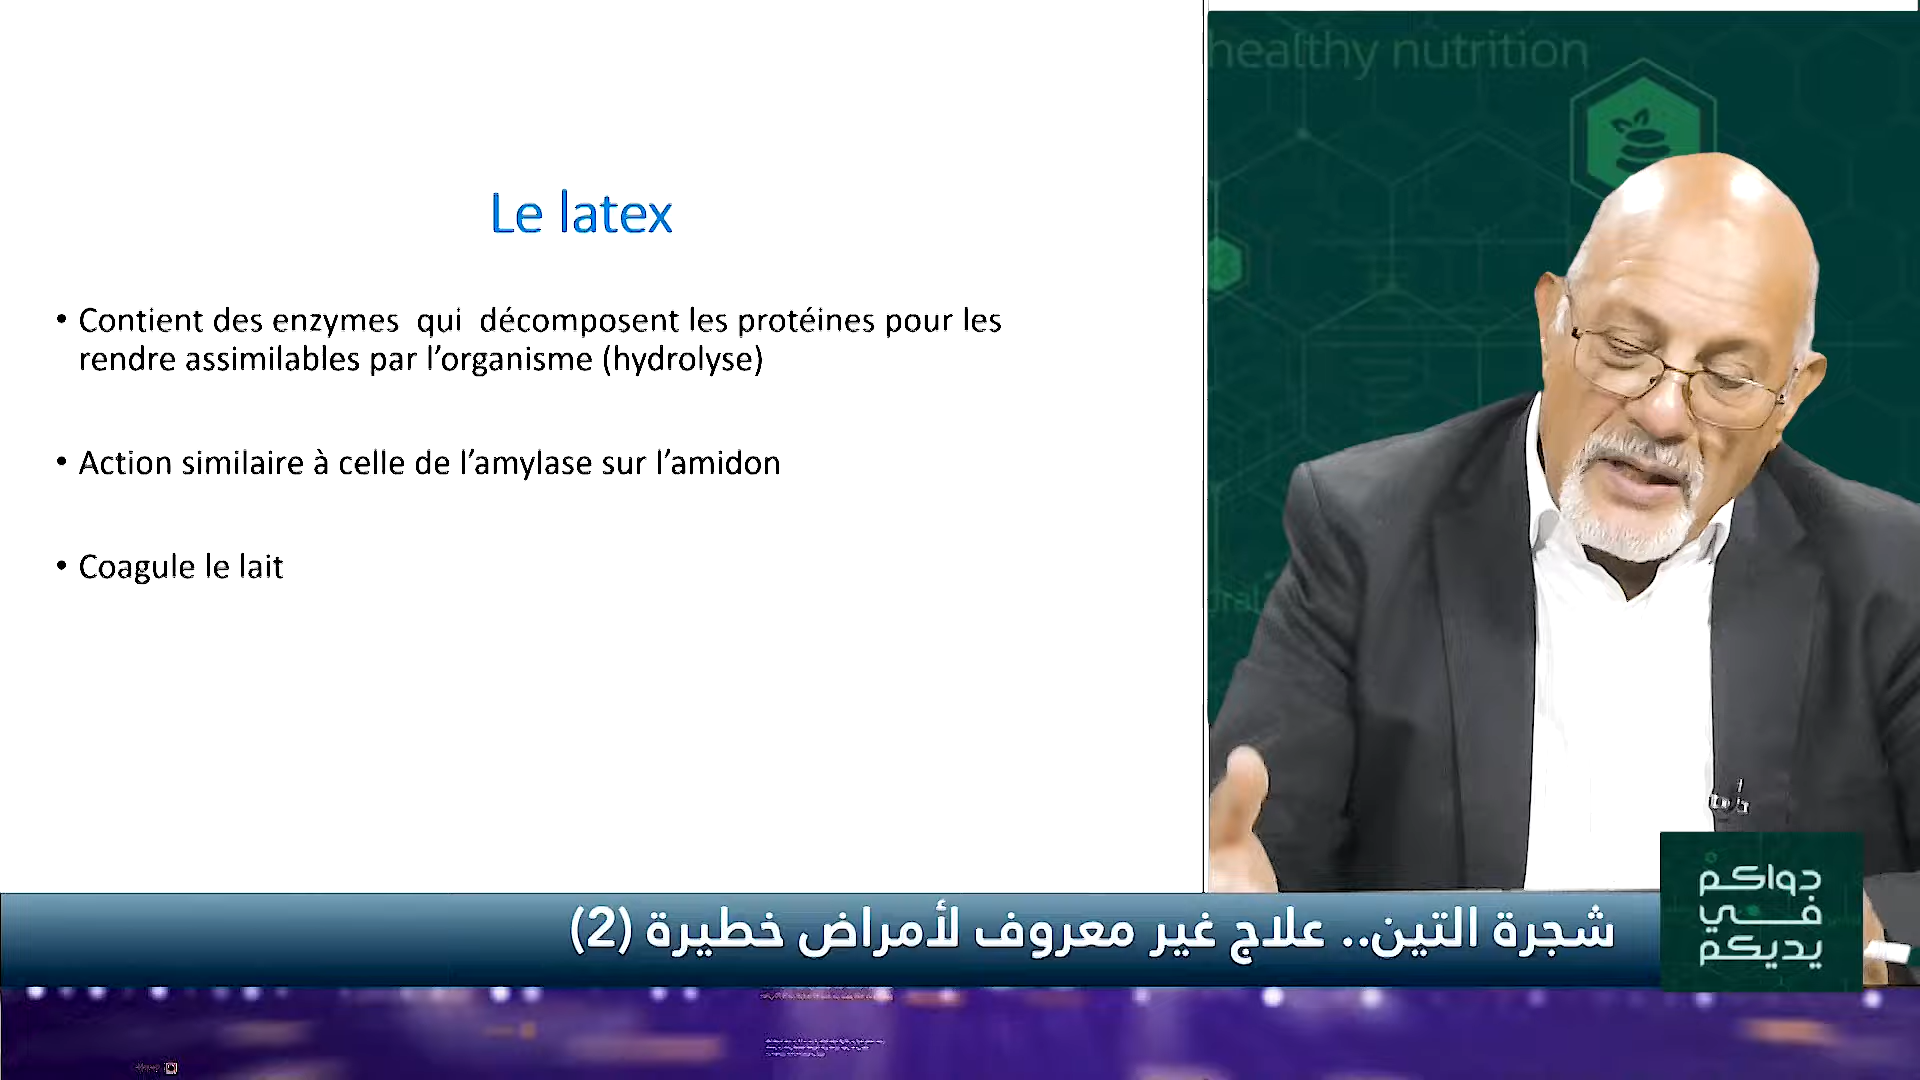 healthy nutrition
Le latex
• Contient des enzymes qui décomposent les protéines pour les
rendre assimilables par l’organisme (hydrolyse)
• Action similaire à celle de l’amylase sur l’amidon
• Coagule le lait
شجرة التين.. علاج غير معروف لأمراض خطيرة (2)
دواكم
في
يديكم